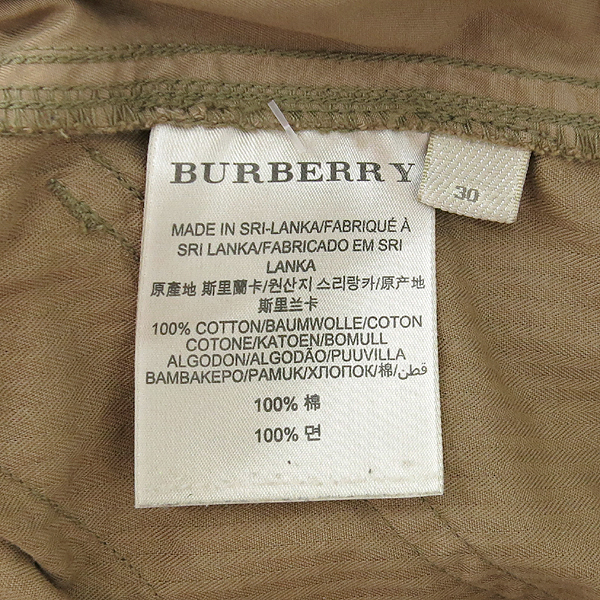 BURBERRY
30
MADE IN SRI-LANKA/FABRIQUÉ À
SRI LANKA/FABRICADO EM SRI
LANKA
原產地 斯里蘭卡/원산지 스리랑카/原产地
斯里兰卡
100% COTTON/BAUMWOLLE/COTON
COTONE/KATOEN/BOMULL
ALGODON/ALGODÃO/PUUVILLA
BAMBAKEPO/PAMUK/ХЛОПОК/棉/قطن
100% 棉
100% 면